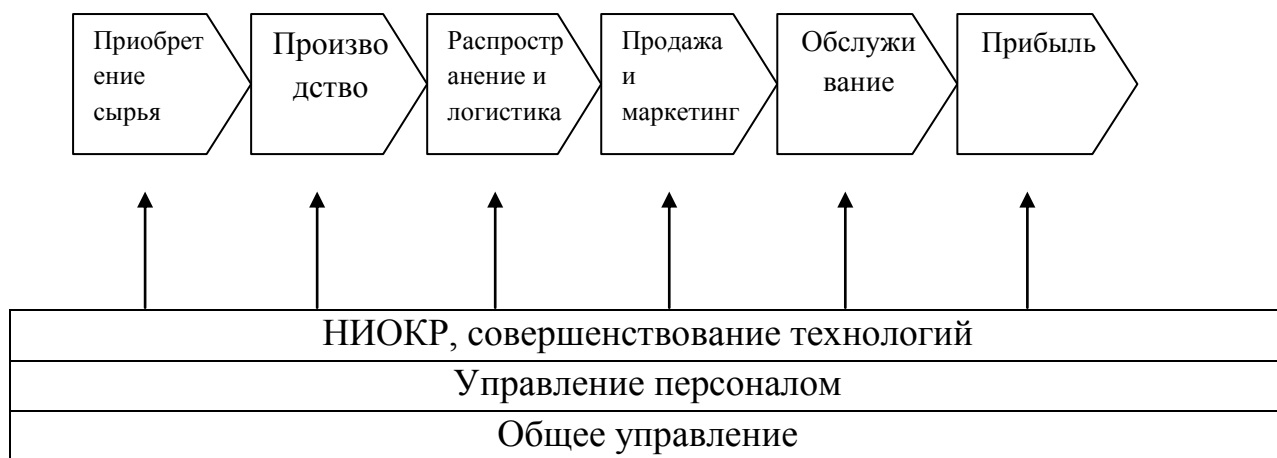 Приобрет
ение
сырья
Произво
дство
Распростр
анение и
логистика
Продажа
и
маркетинг
Обслужи
вание
Прибыль
НИОКР, совершенствование технологий
Управление персоналом
Общее управление